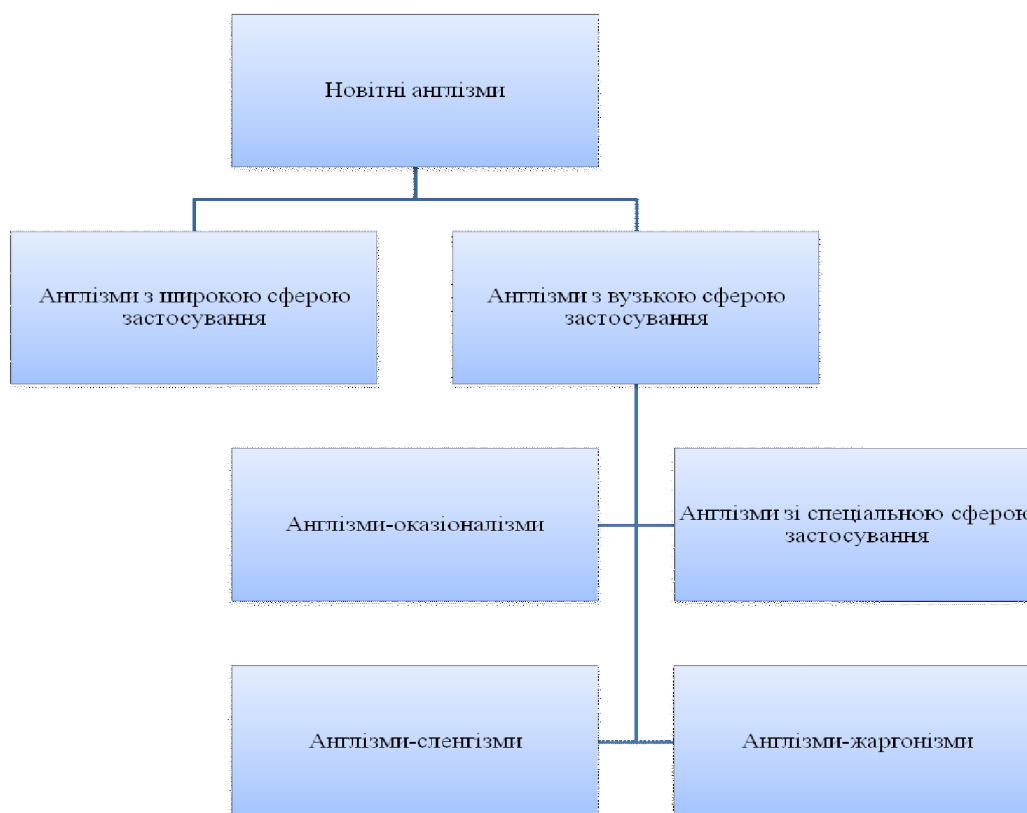 Новітні англізми
Англізми з широкою сферою
застосування
Англізми з вузькою сферою
застосування
Англізми-оказіоналізми
Англізми зі спеціальною сферою
застосування
Англізми-сленгізми
Англізми-жаргонізми